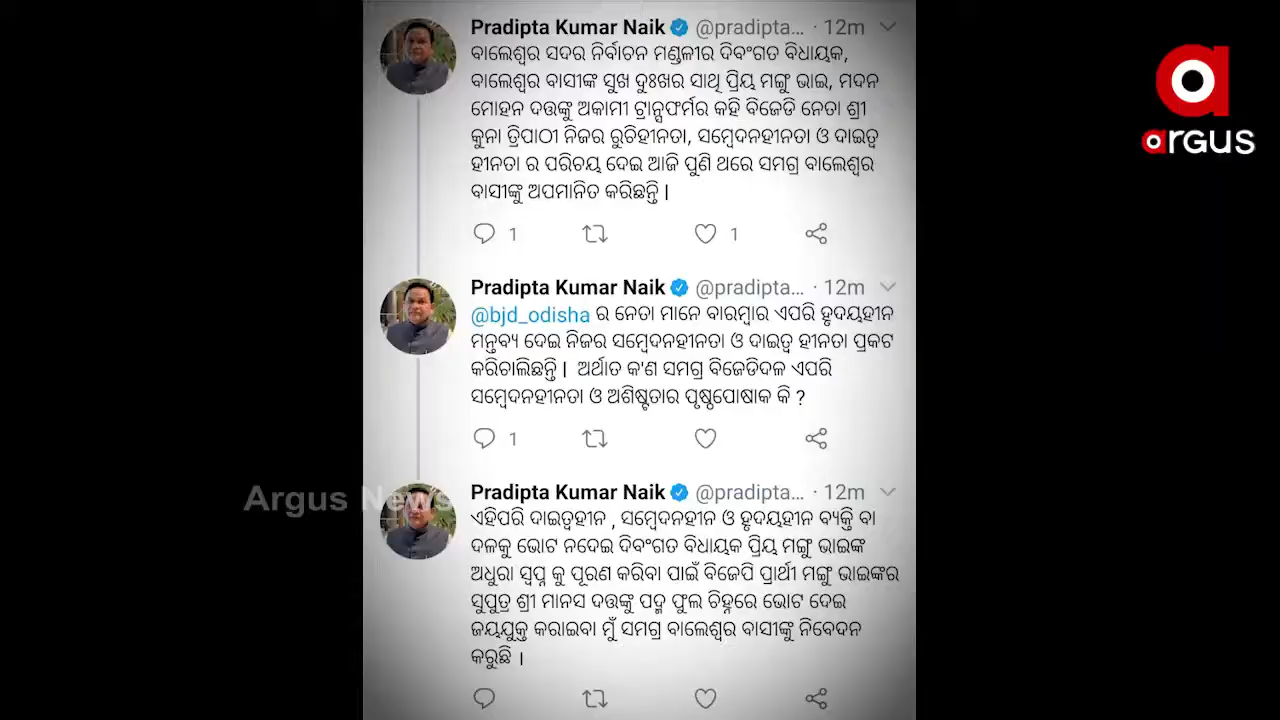 Pradipta Kumar Naik @pradipta... · 12m
ବାଲେଶ୍ୱର ସଦର ନିର୍ବାଚନ ମଣ୍ଡଳୀର ଦିବଂଗତ ବିଧାୟକ,
ବାଲେଶ୍ୱର ବାସୀଙ୍କ ସୁଖ ଦୁଃଖର ସାଥି ପ୍ରିୟ ମଙ୍ଗୁ ଭାଇ, ମଦନ
ମୋହନ ଦତ୍ତଙ୍କୁ ଅକାମୀ ଟ୍ରାନ୍ସଫର୍ମର କହି ବିଜେଡି ନେତା ଶ୍ରୀ
କୁନା ତ୍ରିପାଠୀ ନିଜର ରୁଚିହୀନତା, ସମ୍ବେଦନହୀନତା ଓ ଦାଇତ୍ୱ
ହୀନତା ର ପରିଚୟ ଦେଇ ଆଜି ପୁଣି ଥରେ ସମଗ୍ର ବାଲେଶ୍ୱର
ବାସୀଙ୍କୁ ଅପମାନିତ କରିଛନ୍ତି |
1 1
Pradipta Kumar Naik @pradipta... · 12m
@bjd_odisha ର ନେତା ମାନେ ବାରମ୍ବାର ଏପରି ହୃଦୟହୀନ
ମନ୍ତବ୍ୟ ଦେଇ ନିଜର ସମ୍ବେଦନହୀନତା ଓ ଦାଇତ୍ୱ ହୀନତା ପ୍ରକଟ
କରିଚାଲିଛନ୍ତି | ଅର୍ଥାତ କ'ଣ ସମଗ୍ର ବିଜେଡିଦଳ ଏପରି
ସମ୍ବେଦନହୀନତା ଓ ଅଶିଷ୍ଟତାର ପୃଷ୍ଠପୋଷାକ କି ?
1
Pradipta Kumar Naik @pradipta... · 12m
ଏହିପରି ଦାଇତ୍ୱହୀନ , ସମ୍ବେଦନହୀନ ଓ ହୃଦୟହୀନ ବ୍ୟକ୍ତି ବା
ଦଳକୁ ଭୋଟ ନଦେଇ ଦିବଂଗତ ବିଧାୟକ ପ୍ରିୟ ମଙ୍ଗୁ ଭାଇଙ୍କ
ଅଧୁରା ସ୍ୱପ୍ନ କୁ ପୂରଣ କରିବା ପାଇଁ ବିଜେପି ପ୍ରାର୍ଥୀ ମଙ୍ଗୁ ଭାଇଙ୍କର
ସୁପୁତ୍ର ଶ୍ରୀ ମାନସ ଦତ୍ତଙ୍କୁ ପଦ୍ମ ଫୁଲ ଚିହ୍ନରେ ଭୋଟ ଦେଇ
ଜୟଯୁକ୍ତ କରାଇବା ମୁଁ ସମଗ୍ର ବାଲେଶ୍ୱର ବାସୀଙ୍କୁ ନିବେଦନ
କରୁଛି ।
argus
Argus News